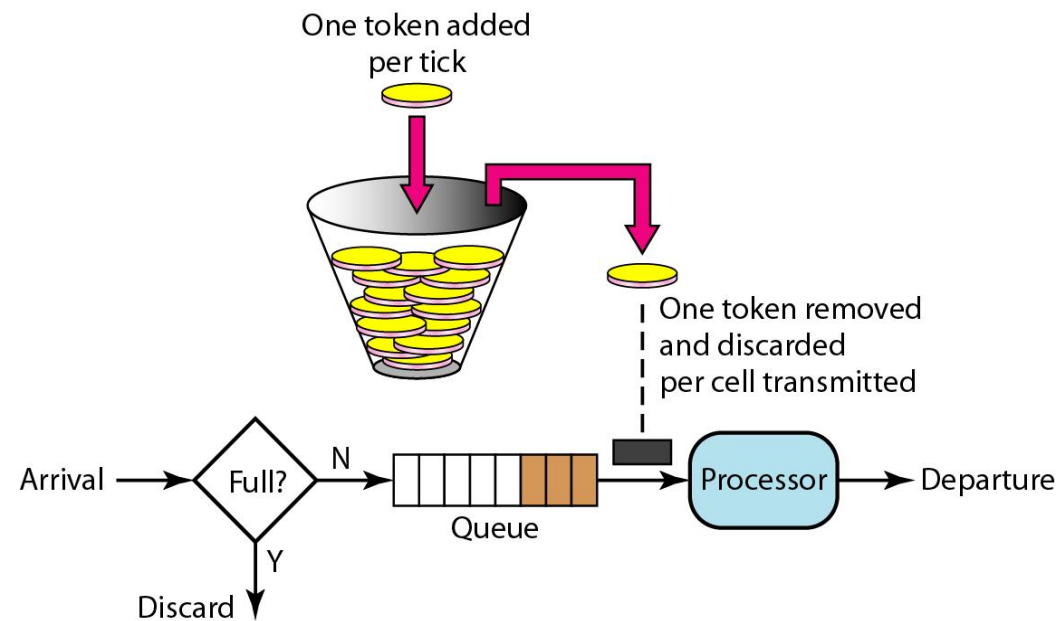 One token added
per tick
One token removed
and discarded
per cell transmitted
Arrival
Full?
N
Queue
Processor
Departure
Y
Discard